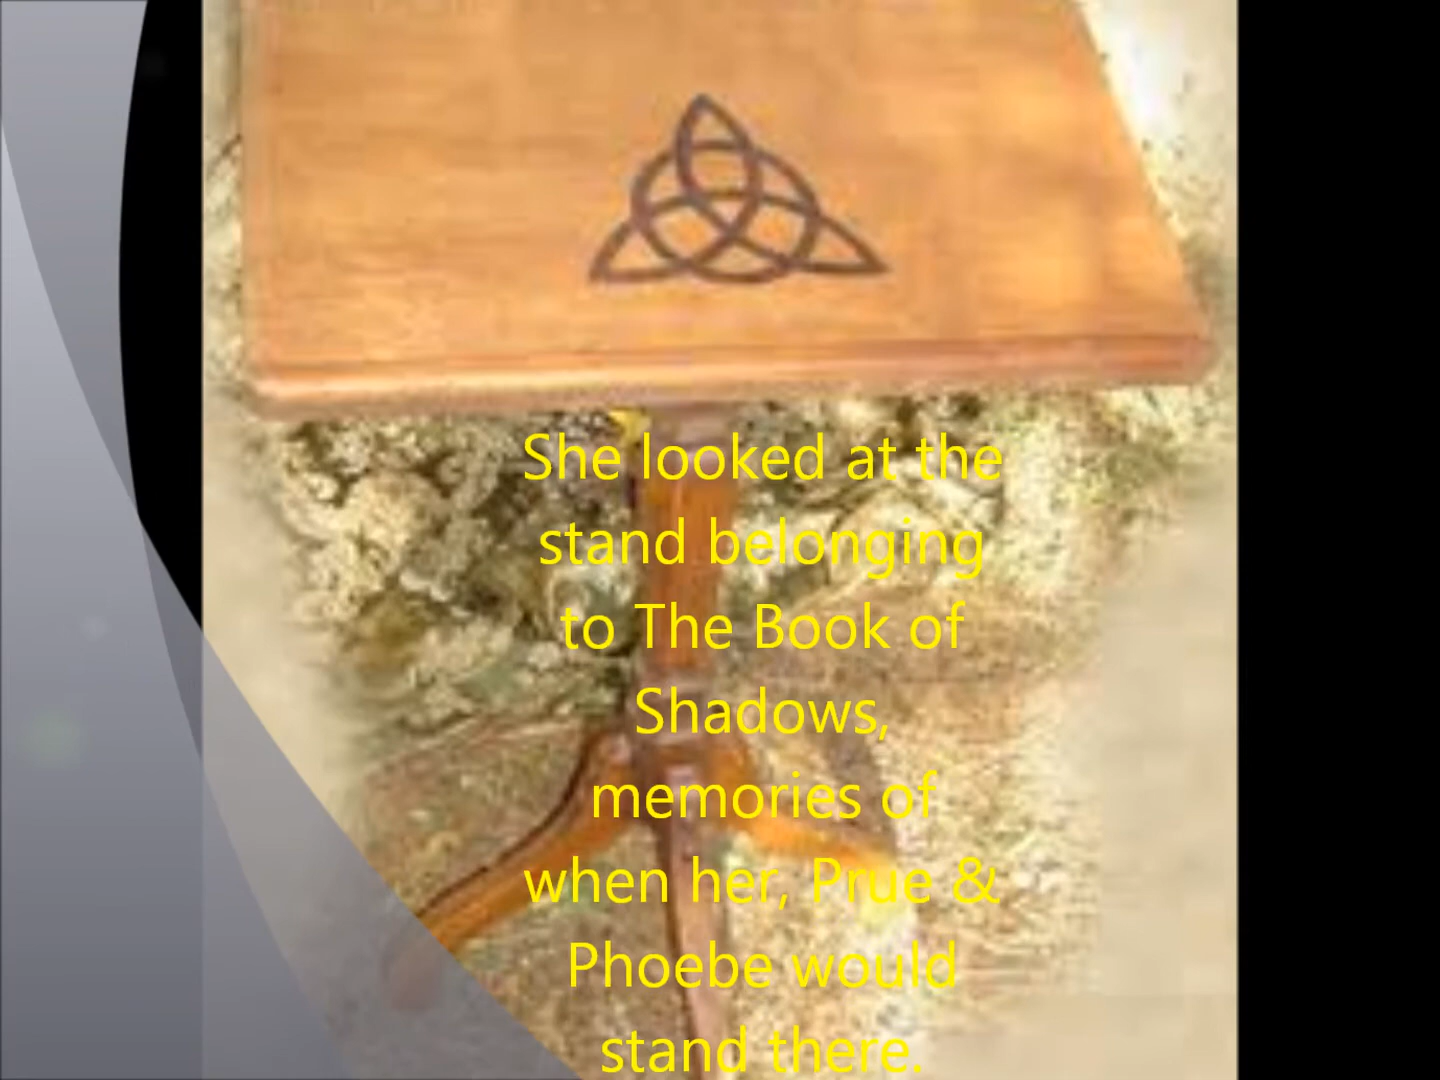 She looked at the
stand belonging
to The Book of
Shadows,
memories of
when her, Prue &
Phoebe would
stand there.